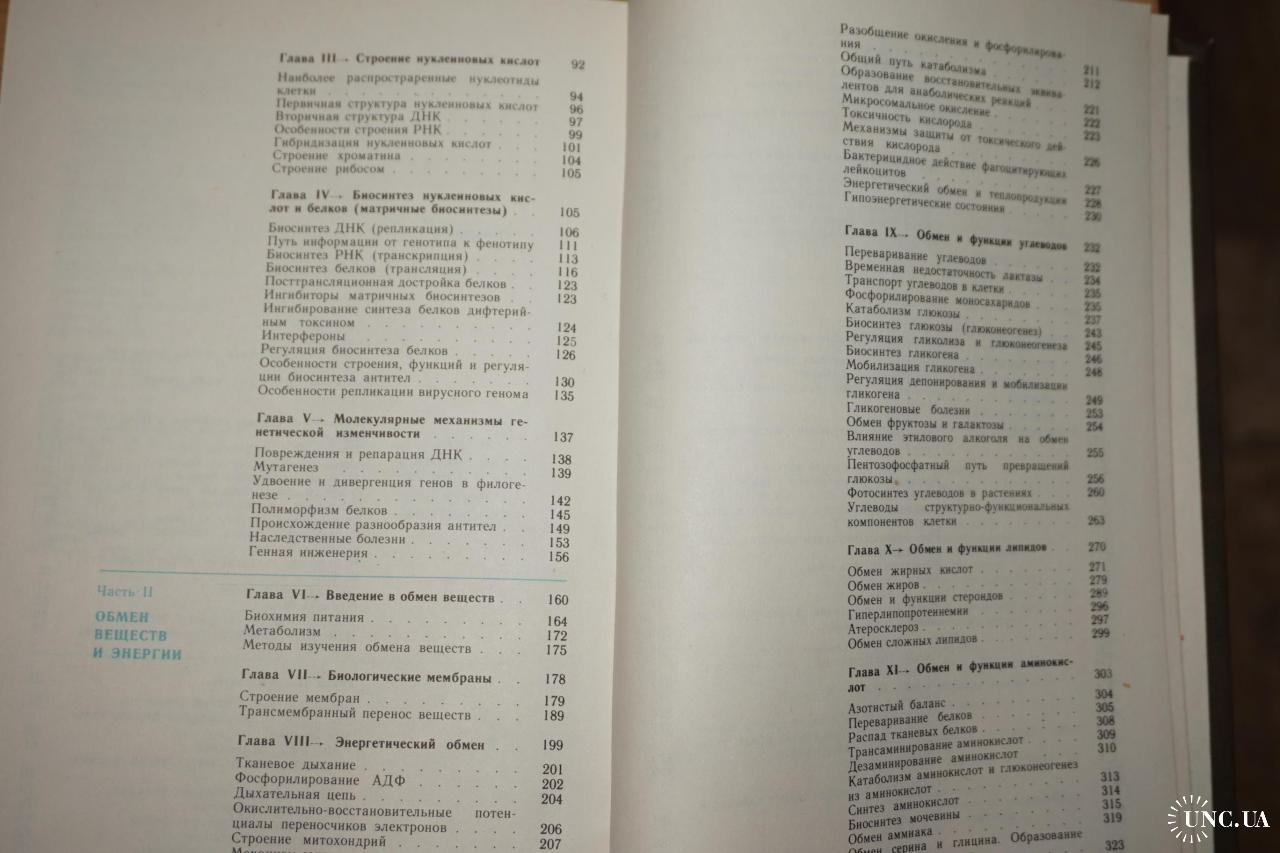 Глава III → Строение нуклеиновых кислот 92
Наиболее распространенные нуклеотиды
клетки . . . . . . . . . . . . . . . 94
Первичная структура нуклеиновых кислот 96
Вторичная структура ДНК . . . . . . . 97
Особенности строения РНК . . . . . . . 99
Гибридизация нуклеиновых кислот . . . 101
Строение хроматина . . . . . . . . . 104
Строение рибосом . . . . . . . . . . 105
Глава IV → Биосинтез нуклеиновых кис-
лот и белков (матричные биосинтезы) . . 105
Биосинтез ДНК (репликация) . . . . . . 106
Путь информации от генотипа к фенотипу 111
Биосинтез РНК (транскрипция) . . . . . 113
Биосинтез белков (трансляция) . . . . . 116
Посттрансляционная достройка белков . . 123
Ингибиторы матричных биосинтезов . . 123
Ингибирование синтеза белков дифтерий-
ным токсином . . . . . . . . . . . 124
Интерфероны . . . . . . . . . . . 125
Регуляция биосинтеза белков . . . . . 126
Особенности строения, функций и регуля-
ции биосинтеза антител . . . . . . . 130
Особенности репликации вирусного генома 135
Глава V → Молекулярные механизмы ге-
нетической изменчивости . . . . . . 137
Повреждения и репарация ДНК . . . . 138
Мутагенез . . . . . . . . . . . . 139
Удвоение и дивергенция генов в филоге-
незе . . . . . . . . . . . . . . 142
Полиморфизм белков . . . . . . . . 145
Происхождение разнообразия антител . . 149
Наследственные болезни . . . . . . . 153
Генная инженерия . . . . . . . . . 156
Часть II
ОБМЕН
ВЕЩЕСТВ
И ЭНЕРГИИ
Глава VI → Введение в обмен веществ . . 160
Биохимия питания . . . . . . . . . 164
Метаболизм . . . . . . . . . . . 172
Методы изучения обмена веществ . . . 175
Глава VII → Биологические мембраны . . 178
Строение мембран . . . . . . . . . 179
Трансмембранный перенос веществ . . . 189
Глава VIII → Энергетический обмен . . 199
Тканевое дыхание . . . . . . . . . 201
Фосфорилирование АДФ . . . . . . . 202
Дыхательная цепь . . . . . . . . . 204
Окислительно-восстановительные потен-
циалы переносчиков электронов . . . . 206
Строение митохондрий . . . . . . . 207
Разобщение окисления и фосфорилирова-
ния . . . . . . . . . . . . . . 211
Общий путь катаболизма . . . . . . 212
Образование восстановительных эквива-
лентов для анаболических реакций . . . 221
Микросомальное окисление . . . . . . 222
Токсичность кислорода . . . . . . . 223
Механизмы защиты от токсического дей-
ствия кислорода . . . . . . . . . 226
Бактерицидное действие фагоцитирующих
лейкоцитов . . . . . . . . . . . 227
Энергетический обмен и теплопродукция 228
Гипоэнергетические состояния . . . . . 230
Глава IX → Обмен и функции углеводов 232
Переваривание углеводов . . . . . . 232
Временная недостаточность лактазы . . 234
Транспорт углеводов в клетки . . . . . 235
Фосфорилирование моносахаридов . . . 235
Катаболизм глюкозы . . . . . . . . 237
Биосинтез глюкозы (глюконеогенез) . . 243
Регуляция гликолиза и глюконеогенеза 245
Биосинтез гликогена . . . . . . . . 246
Мобилизация гликогена . . . . . . . 248
Регуляция депонирования и мобилизации
гликогена . . . . . . . . . . . . 249
Гликогеновые болезни . . . . . . . 253
Обмен фруктозы и галактозы . . . . . 254
Влияние этилового алкоголя на обмен
углеводов . . . . . . . . . . . . 255
Пентозофосфатный путь превращений
глюкозы . . . . . . . . . . . . 256
Фотосинтез углеводов в растениях . . . 260
Углеводы структурно-функциональных
компонентов клетки . . . . . . . . 263
Глава X → Обмен и функции липидов . . 270
Обмен жирных кислот . . . . . . . 271
Обмен жиров . . . . . . . . . . . 279
Обмен и функции стероидов . . . . . 289
Гиперлипопротеинемии . . . . . . . 296
Атеросклероз . . . . . . . . . . . 297
Обмен сложных липидов . . . . . . . 299
Глава XI → Обмен и функции аминокис-
лот . . . . . . . . . . . . . . 303
Азотистый баланс . . . . . . . . . 304
Переваривание белков . . . . . . . 305
Распад тканевых белков . . . . . . . 308
Трансаминирование аминокислот . . . . 309
Дезаминирование аминокислот . . . . 310
Катаболизм аминокислот и глюконеогенез
из аминокислот . . . . . . . . . . 313
Синтез аминокислот . . . . . . . . 314
Биосинтез мочевины . . . . . . . . 315
Обмен аммиака . . . . . . . . . . 319
Обмен серина и глицина. Образование 323
UNC.UA